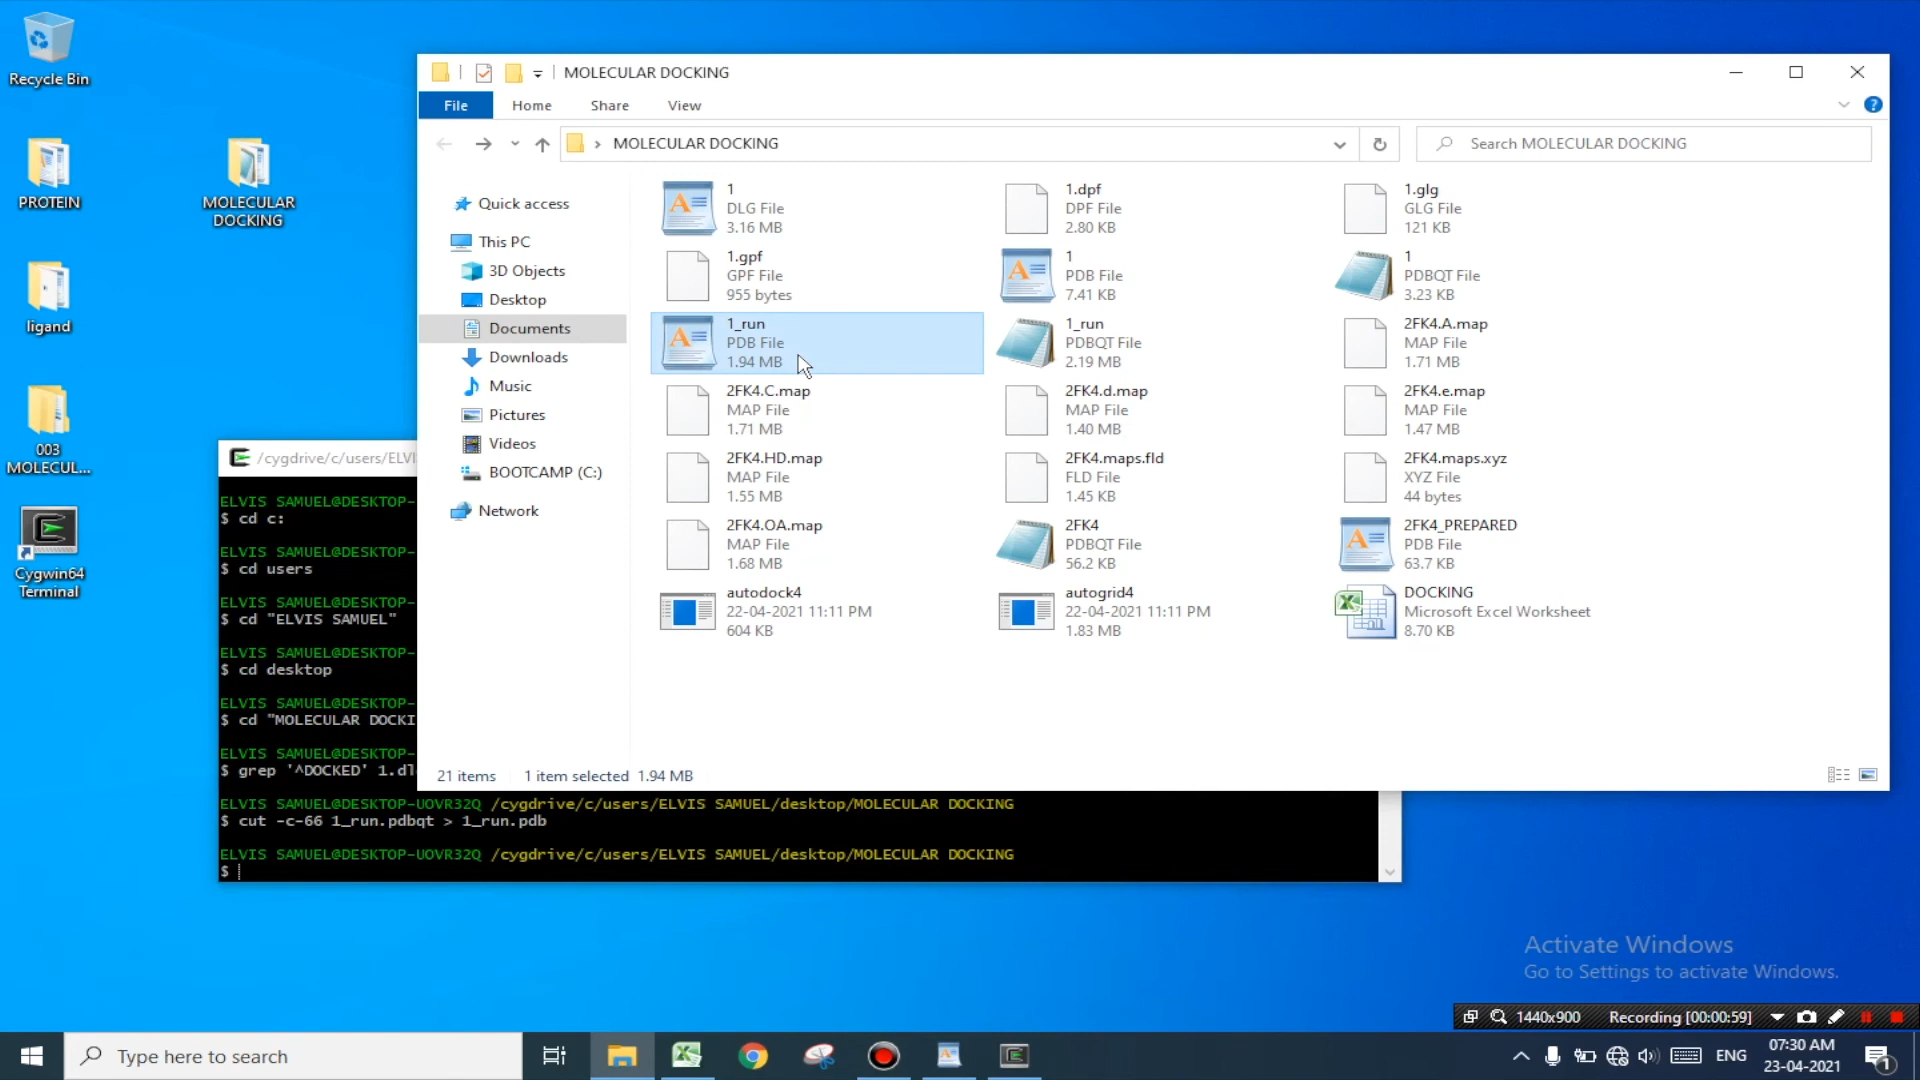 Recycle Bin
PROTEIN
MOLECULAR
DOCKING
ligand
003
MOLECUL...
Cygwin64
Terminal
MOLECULAR DOCKING
File
Home
Share
View
MOLECULAR DOCKING
Search MOLECULAR DOCKING
Quick access
This PC
3D Objects
Desktop
Documents
Downloads
Music
Pictures
Videos
BOOTCAMP (C:)
Network
1
DLG File
3.16 MB
1.dpf
DPF File
2.80 KB
1.glg
GLG File
121 KB
1.gpf
GPF File
955 bytes
1
PDB File
7.41 KB
1
PDBQT File
3.23 KB
1_run
PDB File
1.94 MB
1_run
PDBQT File
2.19 MB
2FK4.A.map
MAP File
1.71 MB
2FK4.C.map
MAP File
1.71 MB
2FK4.d.map
MAP File
1.40 MB
2FK4.e.map
MAP File
1.47 MB
2FK4.HD.map
MAP File
1.55 MB
2FK4.maps.fld
FLD File
1.45 KB
2FK4.maps.xyz
XYZ File
44 bytes
2FK4.OA.map
MAP File
1.68 MB
2FK4
PDBQT File
56.2 KB
2FK4_PREPARED
PDB File
63.7 KB
autodock4
22-04-2021 11:11 PM
604 KB
autogrid4
22-04-2021 11:11 PM
1.83 MB
DOCKING
Microsoft Excel Worksheet
8.70 KB
21 items 1 item selected 1.94 MB
/cygdrive/c/users/ELVI
ELVIS SAMUEL@DESKTOP-
$ cd c:
ELVIS SAMUEL@DESKTOP-
$ cd users
ELVIS SAMUEL@DESKTOP-
$ cd "ELVIS SAMUEL"
ELVIS SAMUEL@DESKTOP-
$ cd desktop
ELVIS SAMUEL@DESKTOP-
$ cd "MOLECULAR DOCKI
ELVIS SAMUEL@DESKTOP-
$ grep '^DOCKED' 1.dl
ELVIS SAMUEL@DESKTOP-UOVR32Q /cygdrive/c/users/ELVIS SAMUEL/desktop/MOLECULAR DOCKING
$ cut -c-66 1_run.pdbqt > 1_run.pdb
ELVIS SAMUEL@DESKTOP-UOVR32Q /cygdrive/c/users/ELVIS SAMUEL/desktop/MOLECULAR DOCKING
$
Activate Windows
Go to Settings to activate Windows.
1440x900 Recording [00:00:59]
Type here to search
ENG
07:30 AM
23-04-2021
1